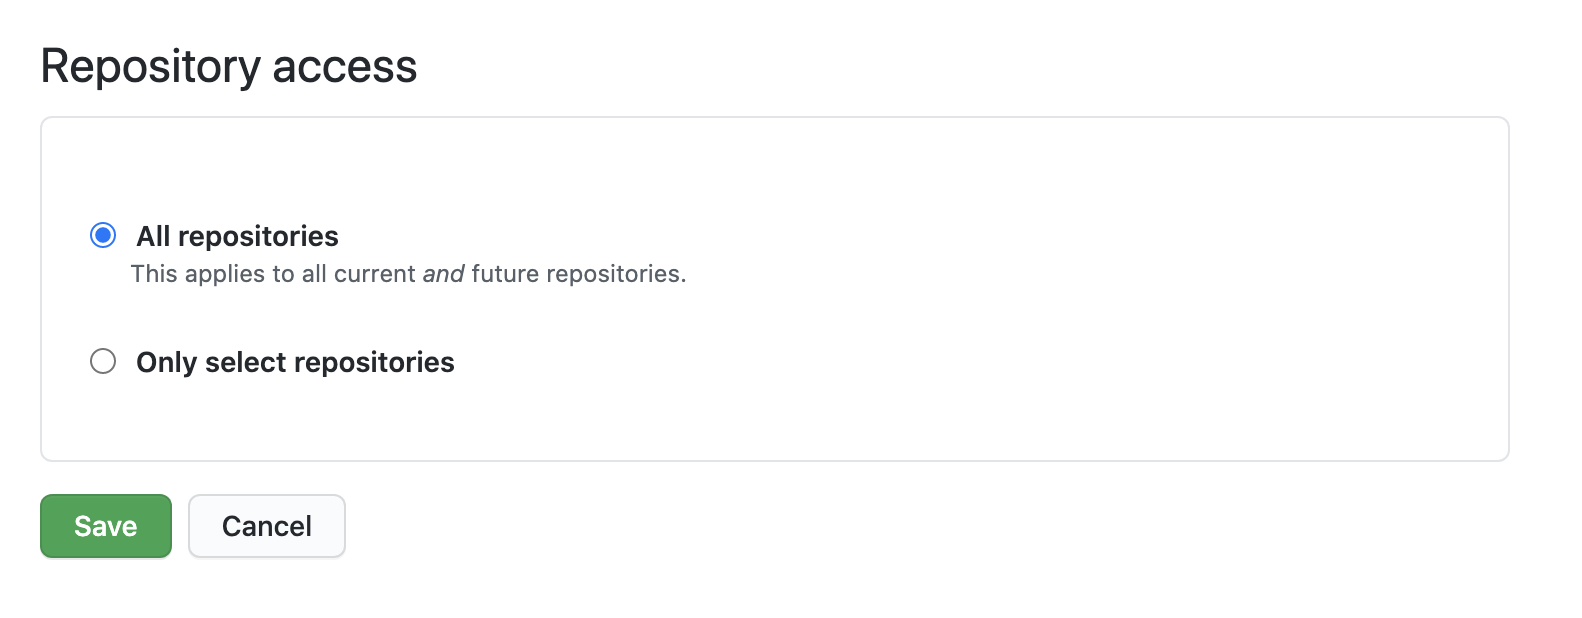 Repository access
All repositories
This applies to all current and future repositories.
Only select repositories
Save
Cancel